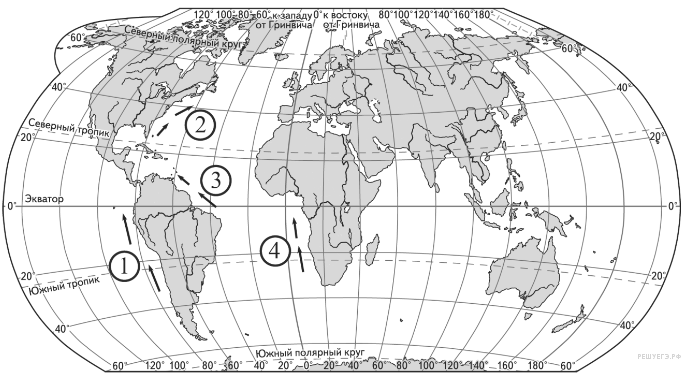 120° 100° 80° 60° к западу 0° к востоку 80° 100° 120° 140° 160° 180°
от Гринвича от Гринвича
Северный полярный круг
60° 60°
40° 40°
2
Северный тропик
20° 20°
3
Экватор
0° 0°
4
1
20° 20°
Южный тропик
40° 40°
Южный полярный круг
РЕШУЕГЭ.РФ
60° 120° 100° 80° 60° 40° 20° 0° 20° 40° 60° 80° 100° 120° 140° 160° 180° 60°